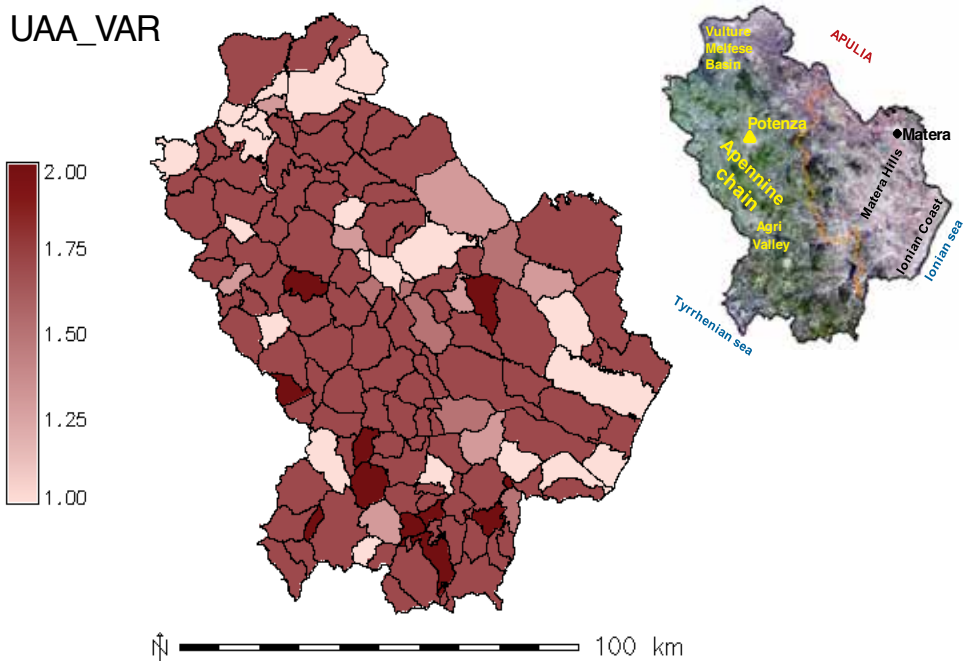 UAA_VAR
2.00
1.75
1.50
1.25
1.00
N
100 km
Vulture
Melfese
Basin
APULIA
Potenza
Matera
Apennine
chain
Matera Hills
Agri
Valley
Ionian Coast
Ionian sea
Tyrrhenian sea